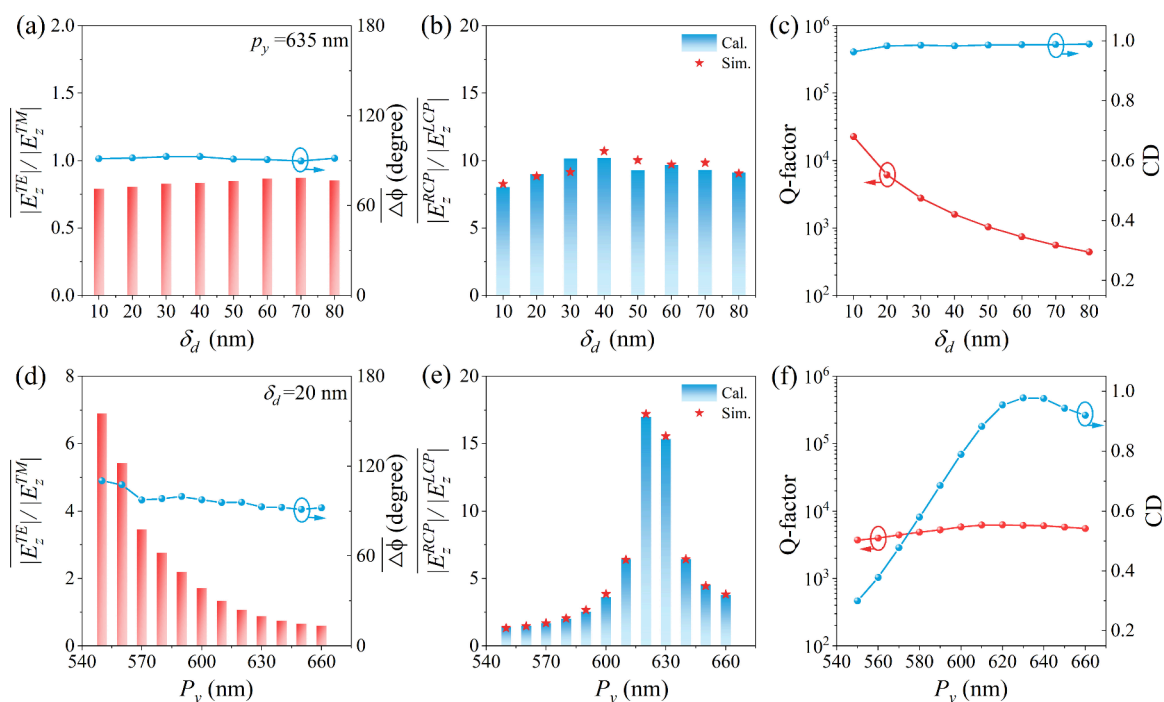 (a)
2.0
1.5
1.0
0.5
0.0
|E_z^{TE}| / |E_z^{TM}|
p_y =635 nm
180
120
60
0
Δϕ (degree)
10 20 30 40 50 60 70 80
δ_d (nm)
(b)
20
15
10
5
0
|E_z^{RCP}| / |E_z^{LCP}|
Cal.
Sim.
10 20 30 40 50 60 70 80
δ_d (nm)
(c)
10^6
10^5
10^4
10^3
10^2
Q-factor
1.0
0.8
0.6
0.4
0.2
CD
10 20 30 40 50 60 70 80
δ_d (nm)
(d)
8
6
4
2
0
|E_z^{TE}| / |E_z^{TM}|
δ_d=20 nm
180
120
60
0
Δϕ (degree)
540 570 600 630 660
P_y (nm)
(e)
20
15
10
5
0
|E_z^{RCP}| / |E_z^{LCP}|
Cal.
Sim.
540 570 600 630 660
P_y (nm)
(f)
10^6
10^5
10^4
10^3
10^2
Q-factor
1.0
0.8
0.6
0.4
0.2
CD
540 560 580 600 620 640 660
P_y (nm)